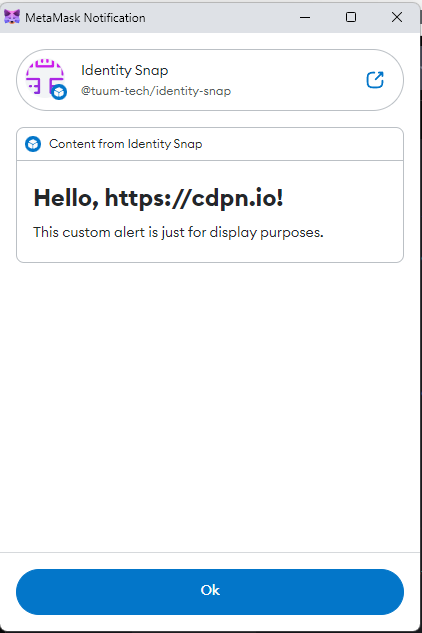 MetaMask Notification
Identity Snap
@tuum-tech/identity-snap
Content from Identity Snap
Hello, https://cdpn.io!
This custom alert is just for display purposes.
Ok